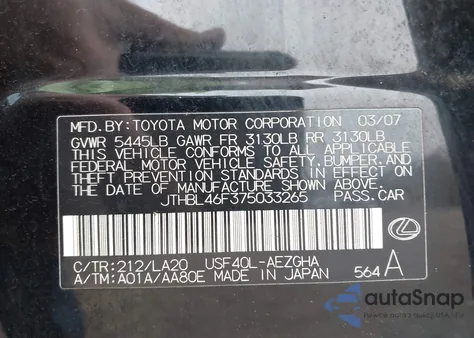 MFD.BY:TOYOTA MOTOR CORPORATION 03/07
GVWR 5445LB GAWR FR 3130LB RR 3130LB
THIS VEHICLE CONFORMS TO ALL APPLICABLE
FEDERAL MOTOR VEHICLE SAFETY,BUMPER,AND
THEFT PREVENTION STANDARDS IN EFFECT ON
THE DATE OF MANUFACTURE SHOWN ABOVE.
JTHBL46F375033265 PASS.CAR
C/TR:212/LA20 USF40L-AEZGHA
A/TM:A01A/AA80E MADE IN JAPAN 564 A
autoSnap